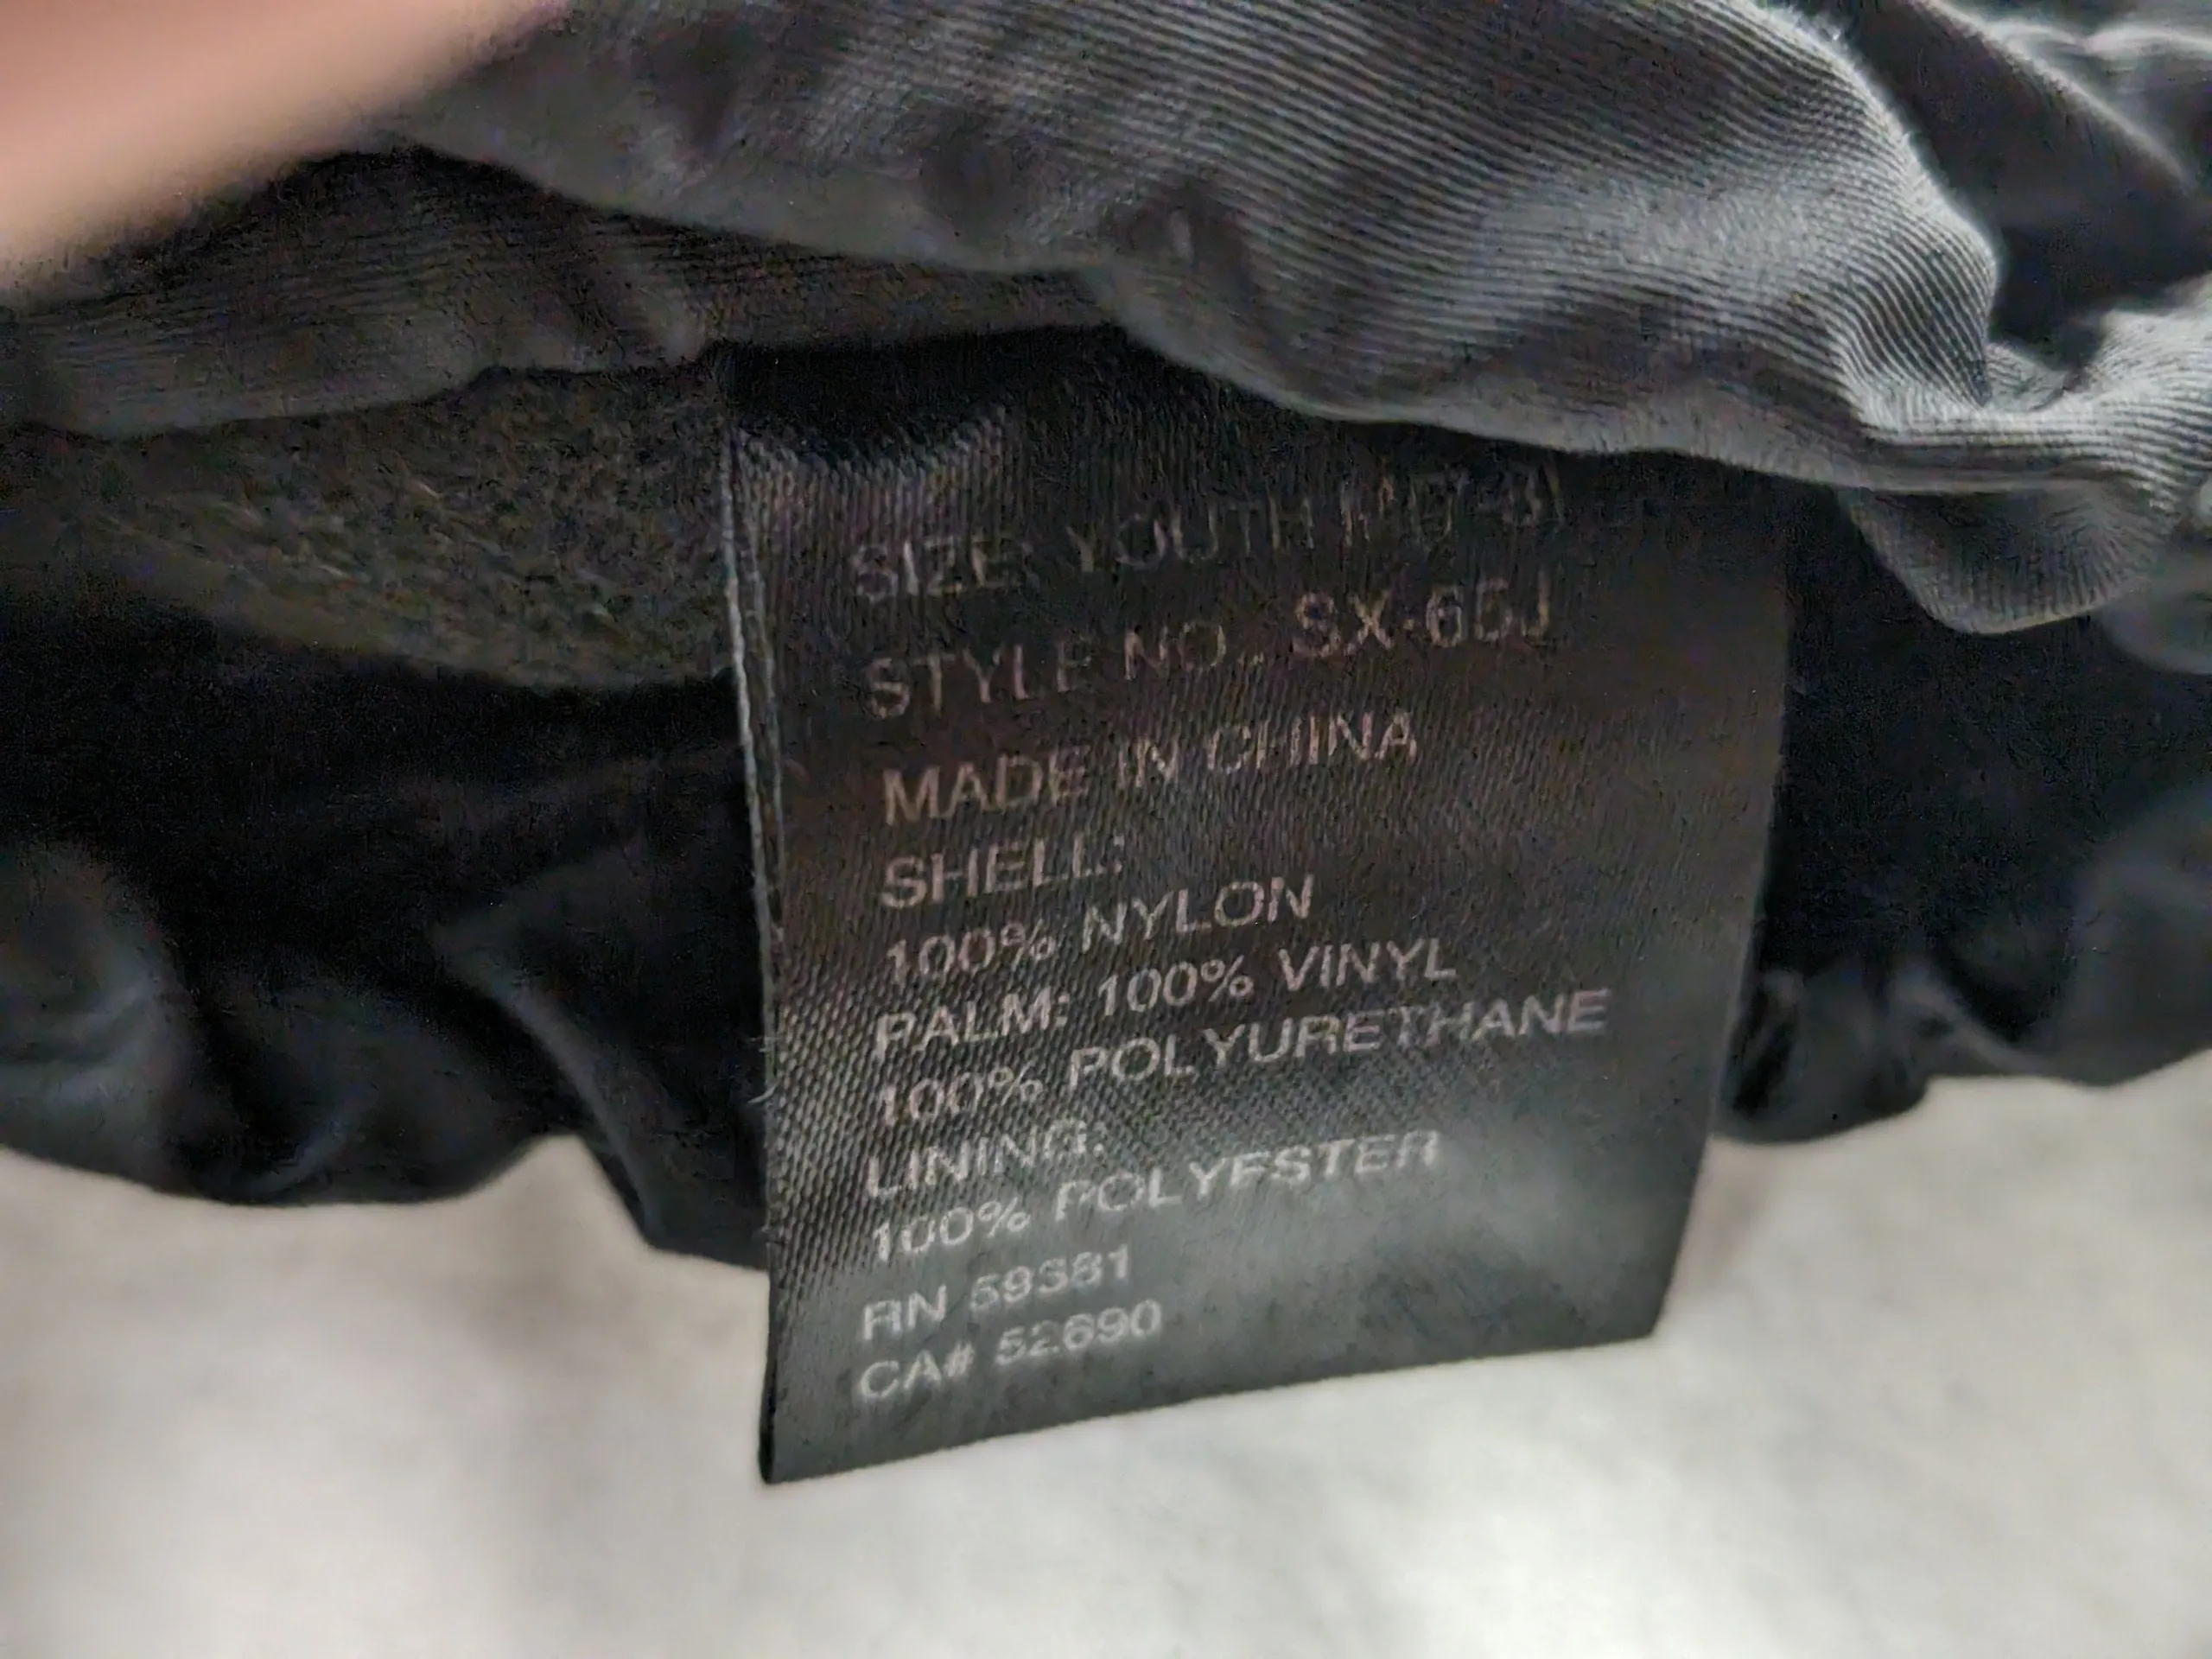 SIZE: YOUTH
STYLE NO.: SX-65J
MADE IN CHINA
SHELL:
100% NYLON
PALM: 100% VINYL
100% POLYURETHANE
LINING:
100% POLYESTER
RN 59381
CA# 52690